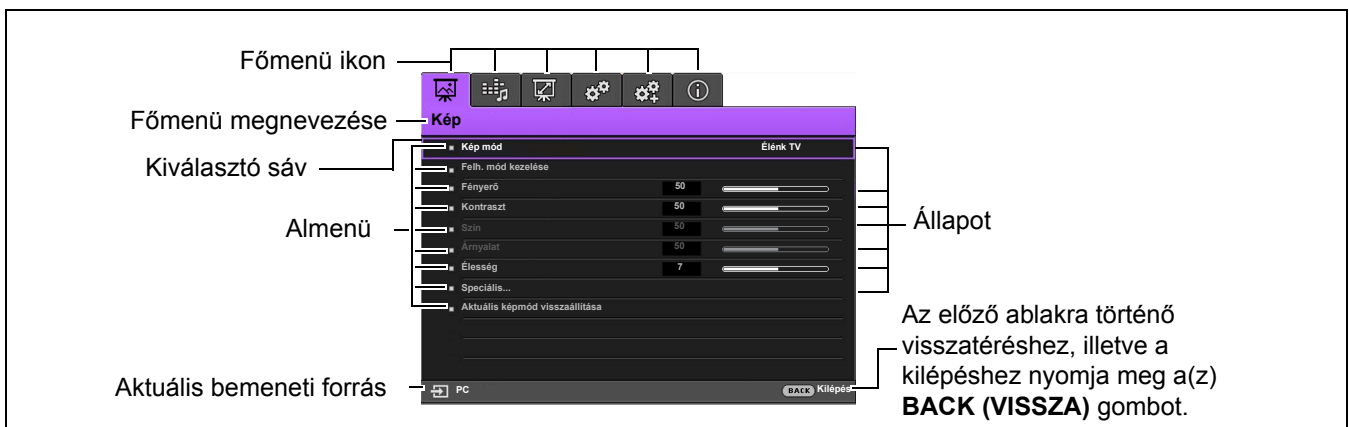 Főmenü ikon
Főmenü megnevezése
Kép
Kiválasztó sáv
Kép mód Élénk TV
Felh. mód kezelése
Fényerő 50
Kontraszt 50
Almenü
Állapot
Szín 50
Árnyalat 50
Élesség 7
Speciális...
Aktuális képmód visszaállítása
Az előző ablakra történő
visszatéréshez, illetve a
kilépéshez nyomja meg a(z)
BACK (VISSZA) gombot.
Aktuális bemeneti forrás
PC
BACK Kilépés